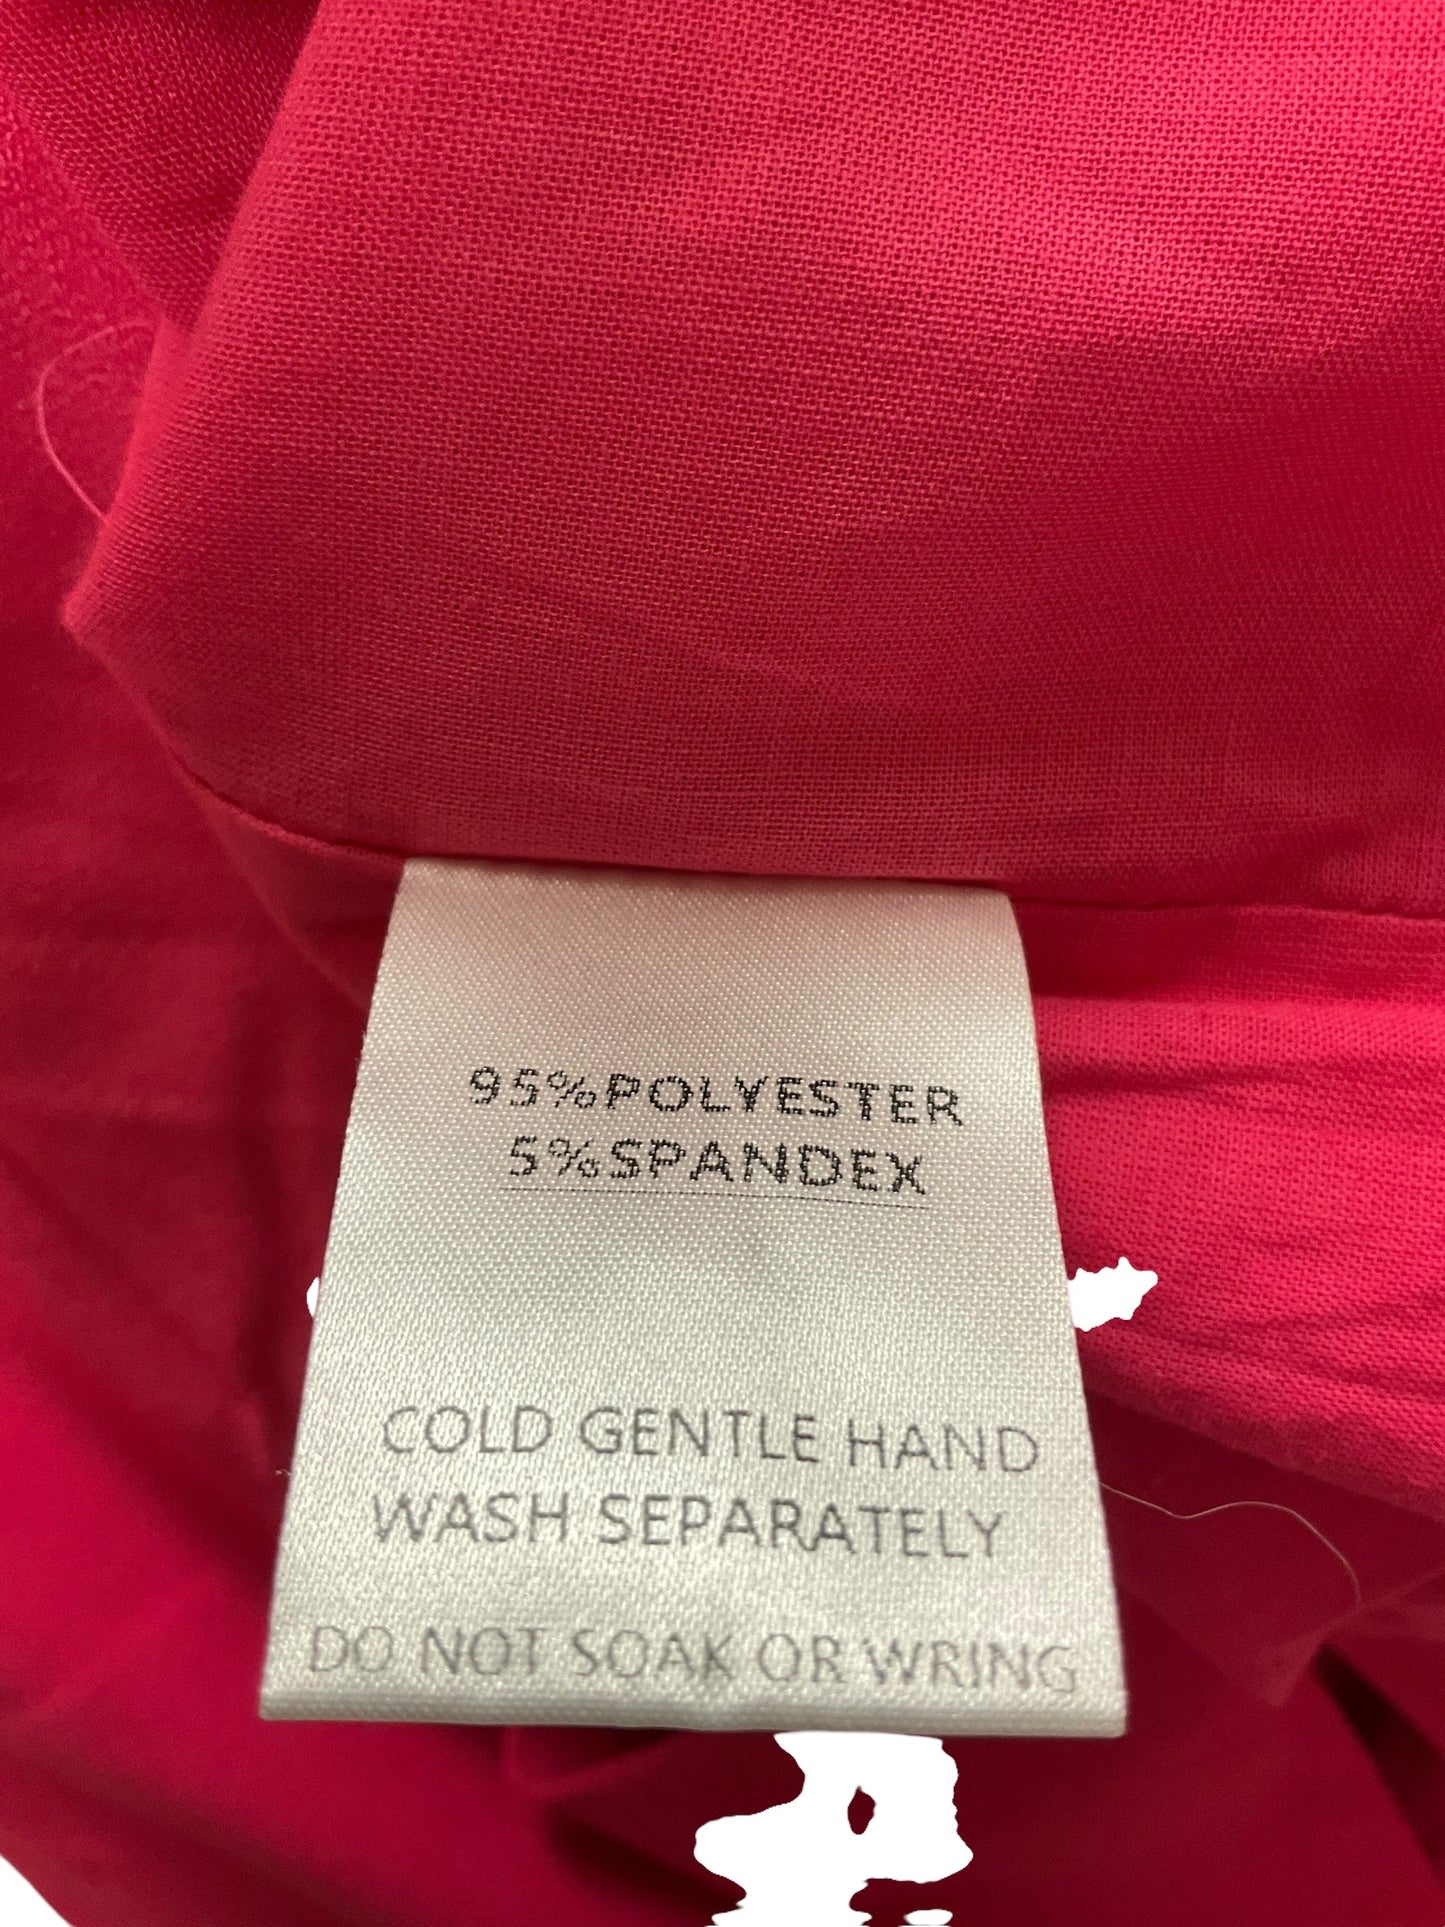 95%POLYESTER
5%SPANDEX
COLD GENTLE HAND
WASH SEPARATELY
DO NOT SOAK OR WRING